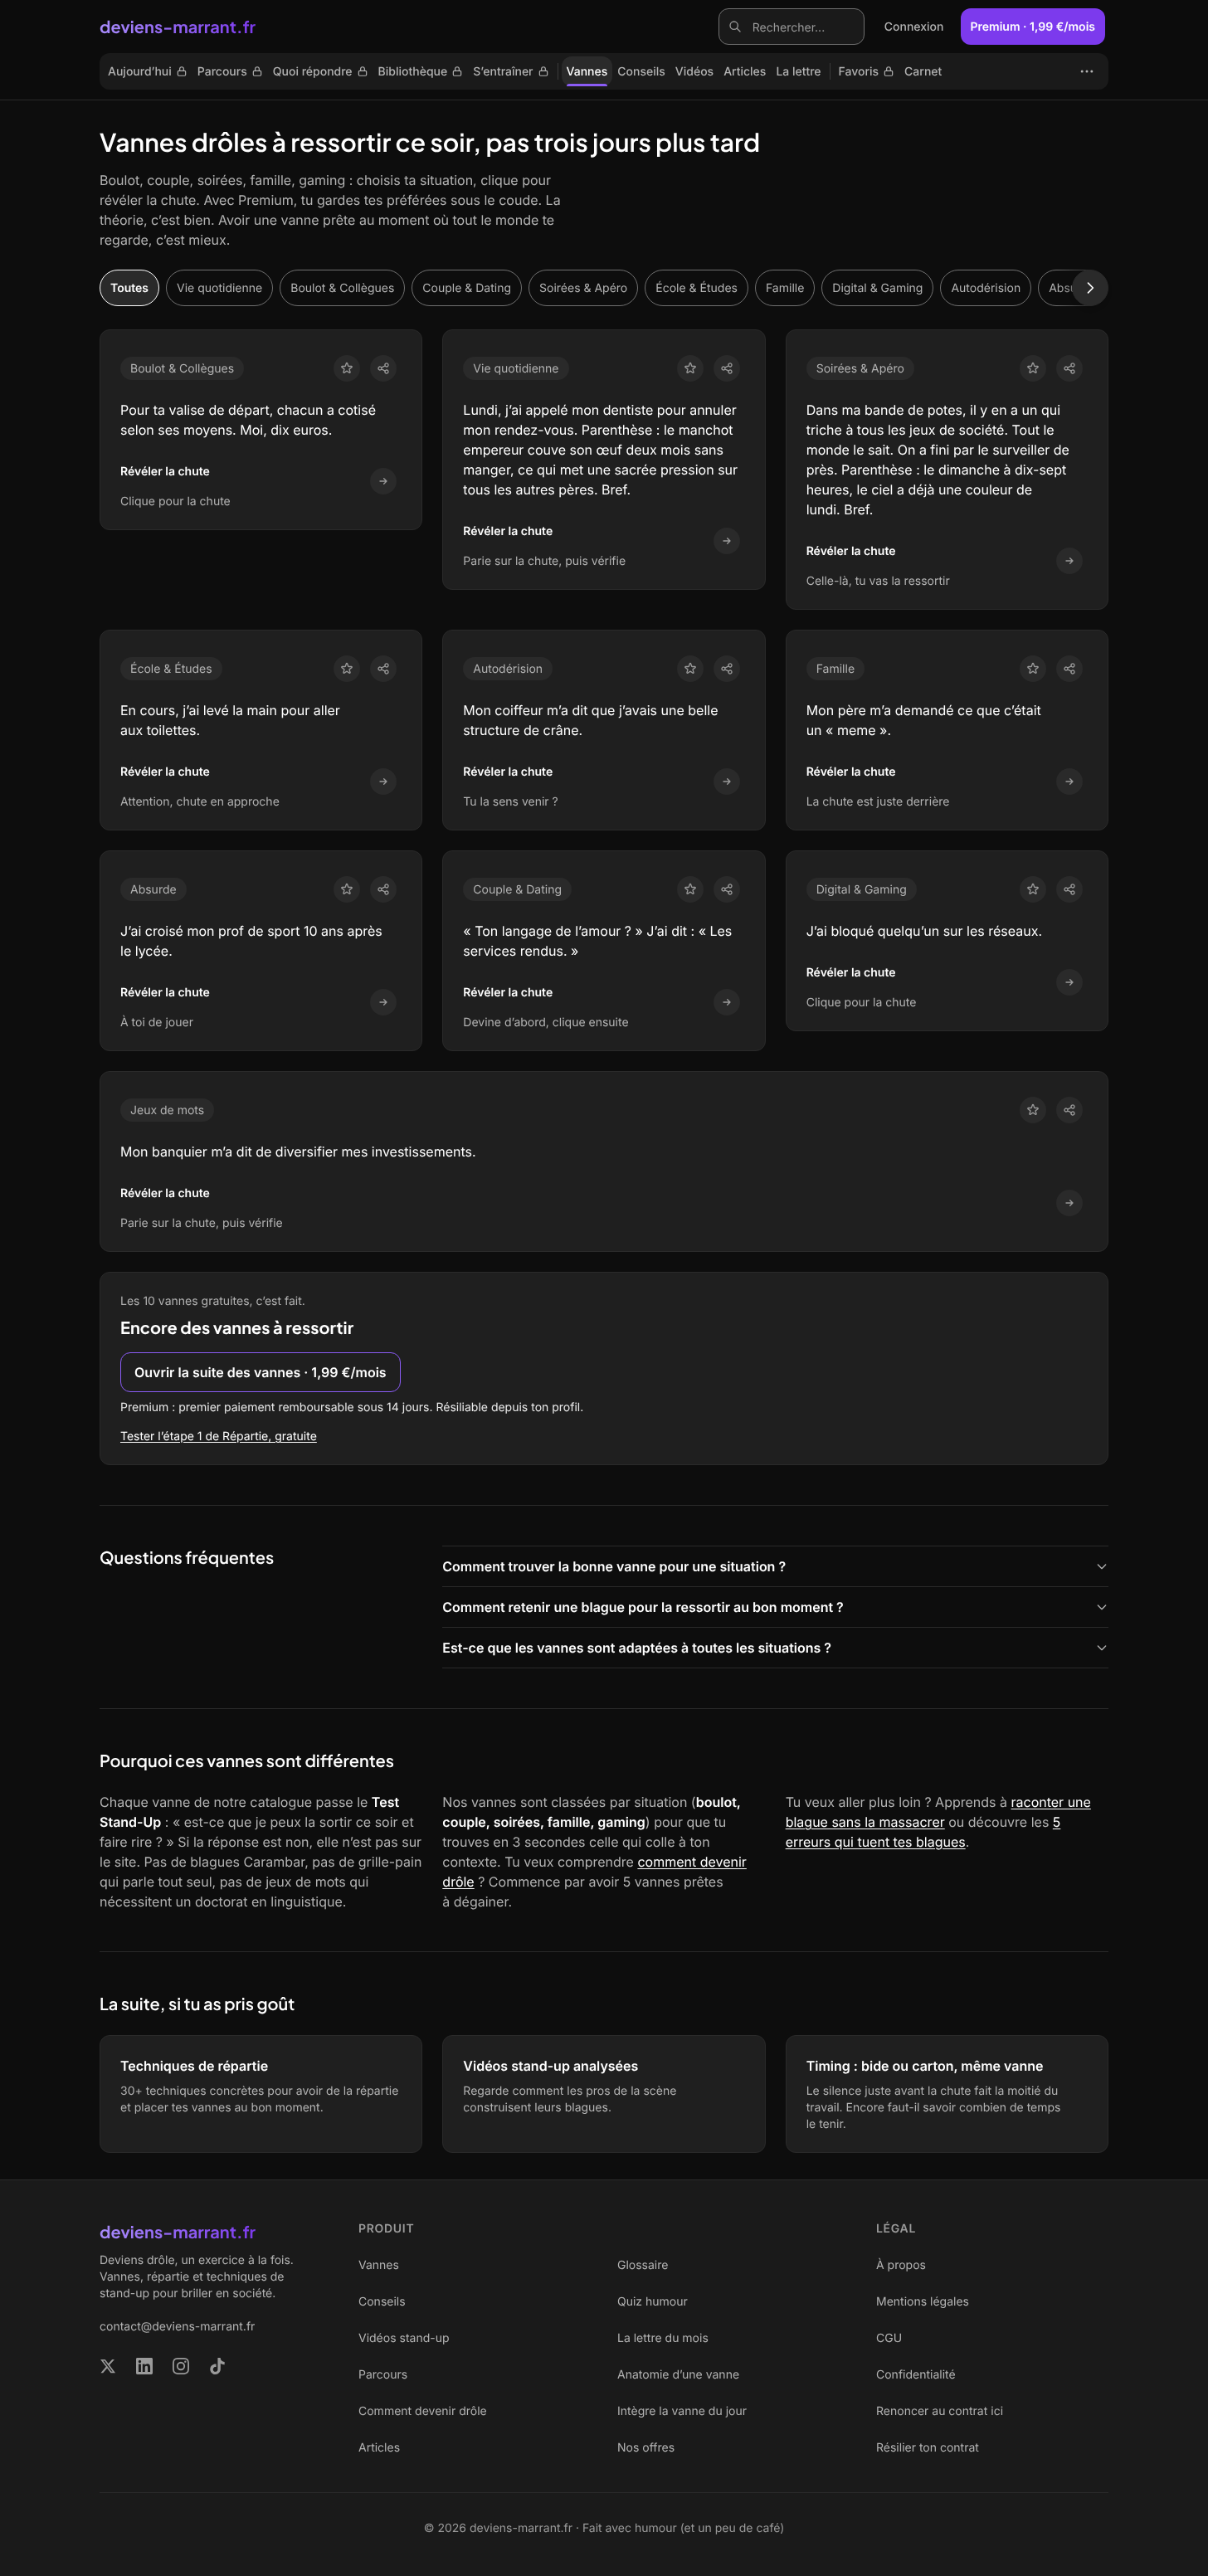 deviens-marrant.fr
Rechercher...
Connexion
Premium · 1,99 €/mois
Aujourd’hui
Parcours
Quoi répondre
Bibliothèque
S’entraîner
Vannes
Conseils
Vidéos
Articles
La lettre
Favoris
Carnet
Vannes drôles à ressortir ce soir, pas trois jours plus tard
Boulot, couple, soirées, famille, gaming : choisis ta situation, clique pour
révéler la chute. Avec Premium, tu gardes tes préférées sous le coude. La
théorie, c’est bien. Avoir une vanne prête au moment où tout le monde te
regarde, c’est mieux.
Toutes
Vie quotidienne
Boulot & Collègues
Couple & Dating
Soirées & Apéro
École & Études
Famille
Digital & Gaming
Autodérision
Boulot & Collègues
Pour ta valise de départ, chacun a cotisé
selon ses moyens. Moi, dix euros.
Révéler la chute
Clique pour la chute
Vie quotidienne
Lundi, j’ai appelé mon dentiste pour annuler
mon rendez-vous. Parenthèse : le manchot
empereur couve son œuf deux mois sans
manger, ce qui met une sacrée pression sur
tous les autres pères. Bref.
Révéler la chute
Parie sur la chute, puis vérifie
Soirées & Apéro
Dans ma bande de potes, il y en a un qui
triche à tous les jeux de société. Tout le
monde le sait. On a fini par le surveiller de
près. Parenthèse : le dimanche à dix-sept
heures, le ciel a déjà une couleur de
lundi. Bref.
Révéler la chute
Celle-là, tu vas la ressortir
École & Études
En cours, j’ai levé la main pour aller
aux toilettes.
Révéler la chute
Attention, chute en approche
Autodérision
Mon coiffeur m’a dit que j’avais une belle
structure de crâne.
Révéler la chute
Tu la sens venir ?
Famille
Mon père m’a demandé ce que c’était
un « meme ».
Révéler la chute
La chute est juste derrière
Absurde
J’ai croisé mon prof de sport 10 ans après
le lycée.
Révéler la chute
À toi de jouer
Couple & Dating
« Ton langage de l’amour ? » J’ai dit : « Les
services rendus. »
Révéler la chute
Devine d’abord, clique ensuite
Digital & Gaming
J’ai bloqué quelqu’un sur les réseaux.
Révéler la chute
Clique pour la chute
Jeux de mots
Mon banquier m’a dit de diversifier mes investissements.
Révéler la chute
Parie sur la chute, puis vérifie
Les 10 vannes gratuites, c’est fait.
Encore des vannes à ressortir
Ouvrir la suite des vannes · 1,99 €/mois
Premium : premier paiement remboursable sous 14 jours. Résiliable depuis ton profil.
Tester l’étape 1 de Répartie, gratuite
Questions fréquentes
Comment trouver la bonne vanne pour une situation ?
Comment retenir une blague pour la ressortir au bon moment ?
Est-ce que les vannes sont adaptées à toutes les situations ?
Pourquoi ces vannes sont différentes
Chaque vanne de notre catalogue passe le Test
Stand-Up : « est-ce que je peux la sortir ce soir et
faire rire ? » Si la réponse est non, elle n’est pas sur
le site. Pas de blagues Carambar, pas de grille-pain
qui parle tout seul, pas de jeux de mots qui
nécessitent un doctorat en linguistique.
Nos vannes sont classées par situation (boulot,
couple, soirées, famille, gaming) pour que tu
trouves en 3 secondes celle qui colle à ton
contexte. Tu veux comprendre comment devenir
drôle ? Commence par avoir 5 vannes prêtes
à dégainer.
Tu veux aller plus loin ? Apprends à raconter une
blague sans la massacrer ou découvre les 5
erreurs qui tuent tes blagues.
La suite, si tu as pris goût
Techniques de répartie
30+ techniques concrètes pour avoir de la répartie
et placer tes vannes au bon moment.
Vidéos stand-up analysées
Regarde comment les pros de la scène
construisent leurs blagues.
Timing : bide ou carton, même vanne
Le silence juste avant la chute fait la moitié du
travail. Encore faut-il savoir combien de temps
le tenir.
deviens-marrant.fr
Deviens drôle, un exercice à la fois.
Vannes, répartie et techniques de
stand-up pour briller en société.
contact@deviens-marrant.fr
PRODUIT
Vannes
Conseils
Vidéos stand-up
Parcours
Comment devenir drôle
Articles
Glossaire
Quiz humour
La lettre du mois
Anatomie d’une vanne
Intègre la vanne du jour
Nos offres
LÉGAL
À propos
Mentions légales
CGU
Confidentialité
Renoncer au contrat ici
Résilier ton contrat
© 2026 deviens-marrant.fr · Fait avec humour (et un peu de café)